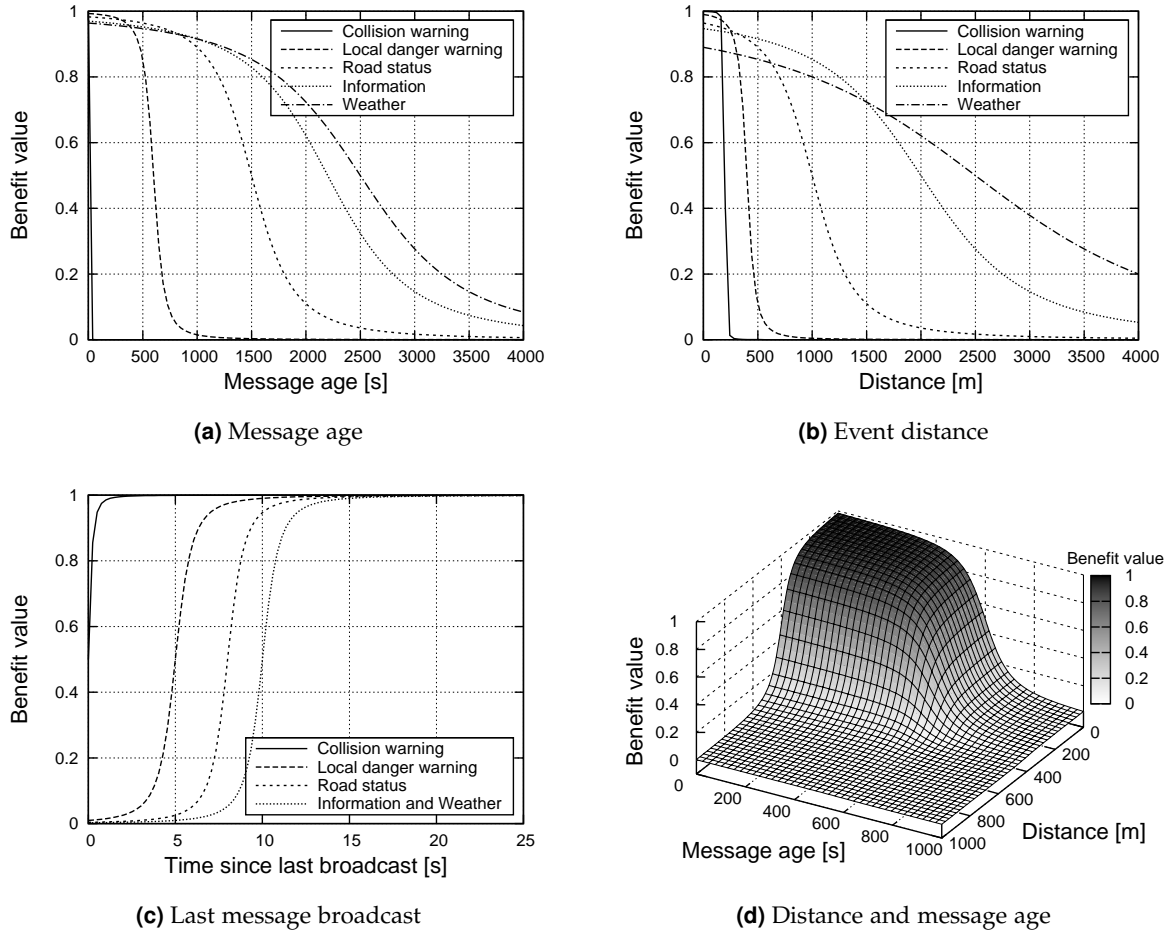 Benefit value
1
0.8
0.6
0.4
0.2
0
0 500 1000 1500 2000 2500 3000 3500 4000
Message age [s]
Collision warning
Local danger warning
Road status
Information
Weather
(a) Message age
Benefit value
1
0.8
0.6
0.4
0.2
0
0 500 1000 1500 2000 2500 3000 3500 4000
Distance [m]
Collision warning
Local danger warning
Road status
Information
Weather
(b) Event distance
Benefit value
1
0.8
0.6
0.4
0.2
0
0 5 10 15 20 25
Time since last broadcast [s]
Collision warning
Local danger warning
Road status
Information and Weather
(c) Last message broadcast
Benefit value
1
0.8
0.6
0.4
0.2
0
Benefit value
1
0.8
0.6
0.4
0.2
0
0 200 400 600 800 1000
Message age [s]
0 200 400 600 800 1000
Distance [m]
(d) Distance and message age